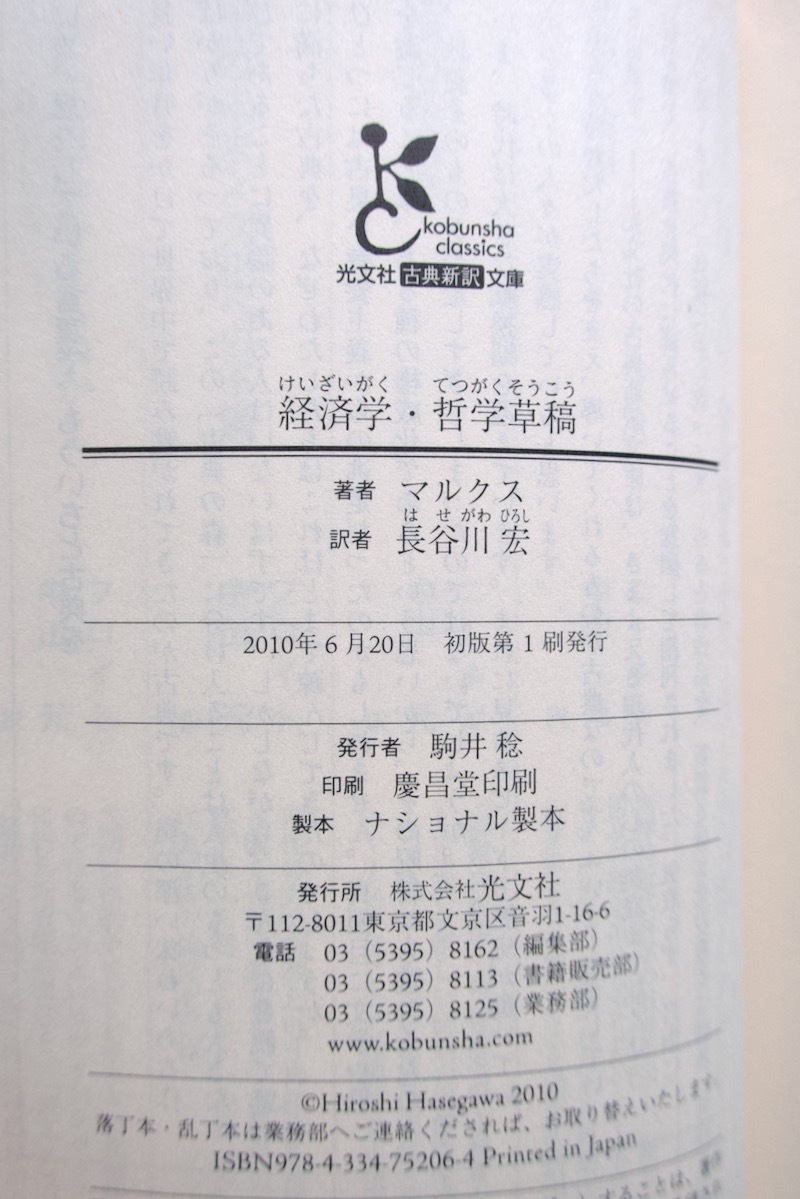 kobunsha
classics
光文社 古典新訳 文庫
けいざいがく　てつがくそうこう
経済学・哲学草稿
著者　マルクス
はせがわ ひろし
訳者　長谷川 宏
2010年6月20日　初版第1刷発行
発行者　駒井 稔
印刷　慶昌堂印刷
製本　ナショナル製本
発行所　株式会社光文社
〒112-8011東京都文京区音羽1-16-6
電話　03（5395）8162（編集部）
03（5395）8113（書籍販売部）
03（5395）8125（業務部）
www.kobunsha.com
©Hiroshi Hasegawa 2010
落丁本・乱丁本は業務部へご連絡くだされば、お取り替えいたします。
ISBN978-4-334-75206-4 Printed in Japan
することは、著